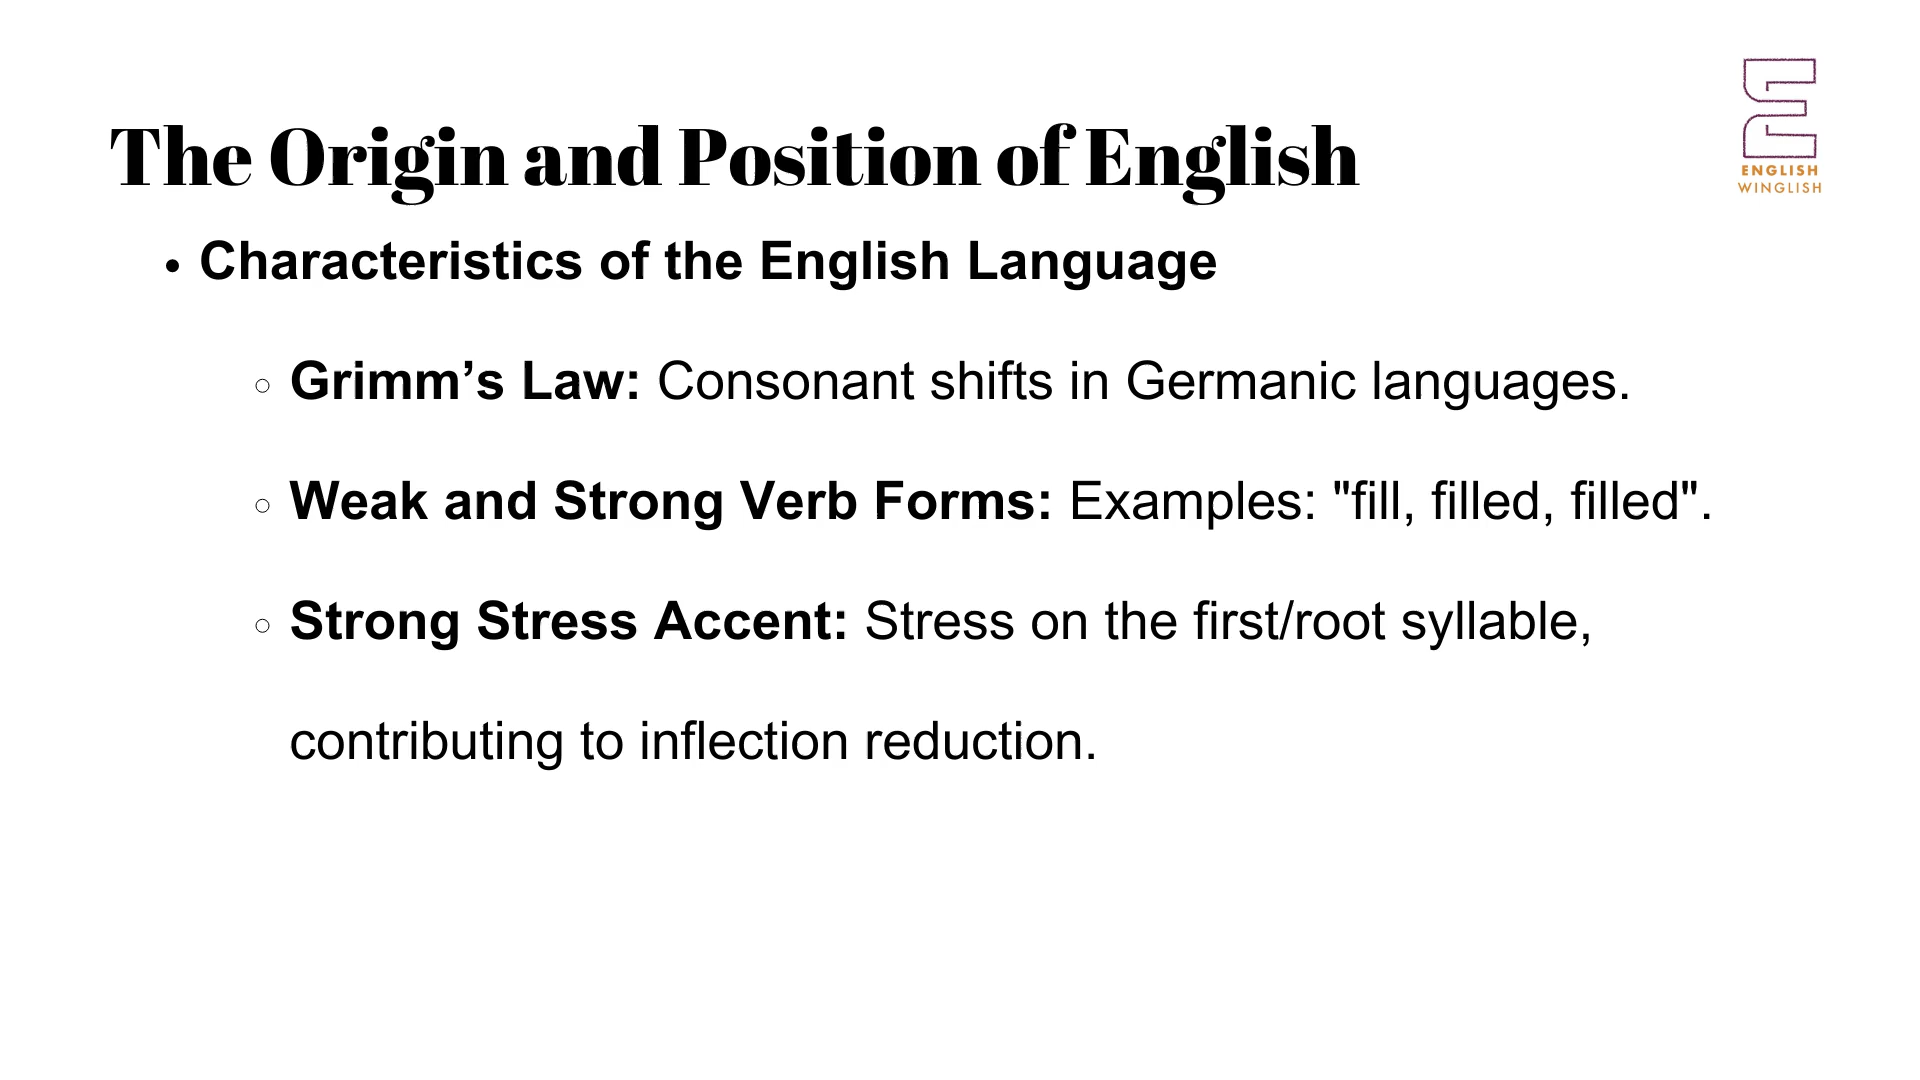 ENGLISH
WINGLISH
The Origin and Position of English
• Characteristics of the English Language
○ Grimm’s Law: Consonant shifts in Germanic languages.
○ Weak and Strong Verb Forms: Examples: "fill, filled, filled".
○ Strong Stress Accent: Stress on the first/root syllable,
contributing to inflection reduction.